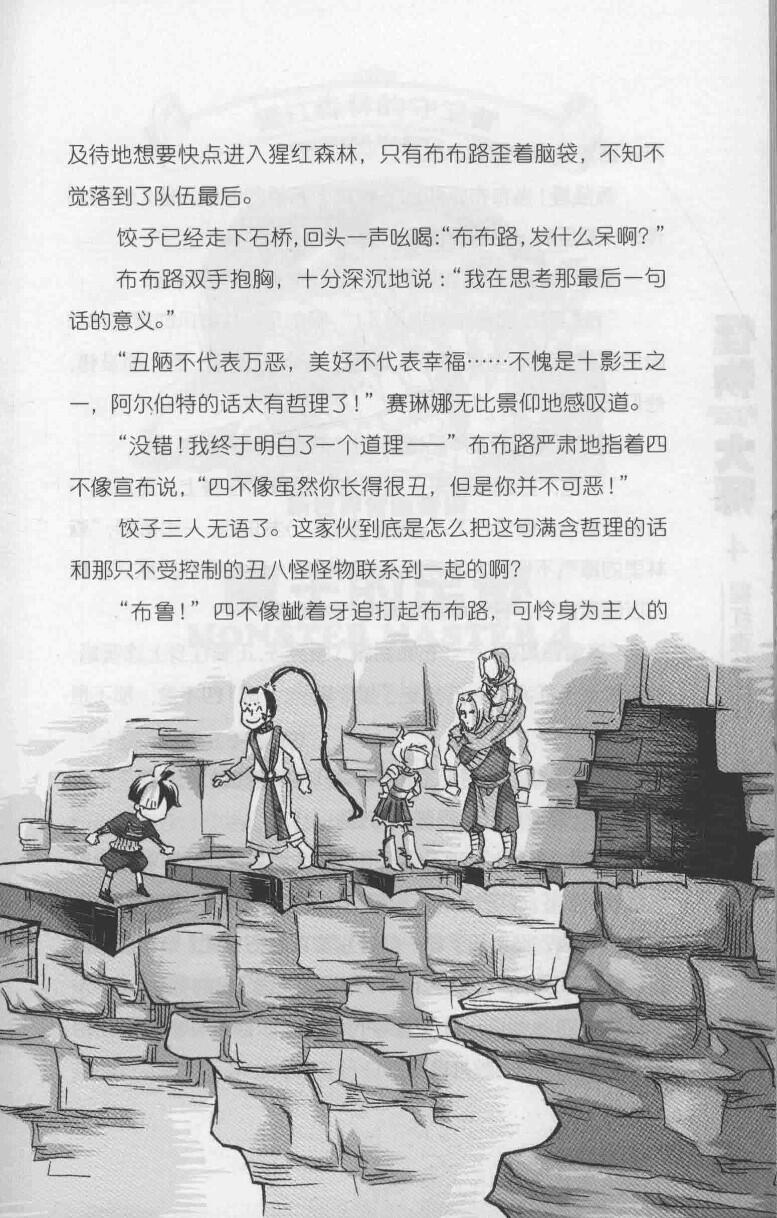 及待地想要快点进入猩红森林，只有布布路歪着脑袋，不知不
觉落到了队伍最后。
饺子已经走下石桥，回头一声吆喝：“布布路，发什么呆啊？”
布布路双手抱胸，十分深沉地说：“我在思考那最后一句
话的意义。”
“丑陋不代表万恶，美好不代表幸福……不愧是十影王之
一，阿尔伯特的话太有哲理了！”赛琳娜无比景仰地感叹道。
“没错！我终于明白了一个道理——”布布路严肃地指着四
不像宣布说，“四不像虽然你长得很丑，但是你并不可恶！”
饺子三人无语了。这家伙到底是怎么把这句满含哲理的话
和那只不受控制的丑八怪怪物联系到一起的啊？
“布鲁！”四不像龇着牙追打起布布路，可怜身为主人的